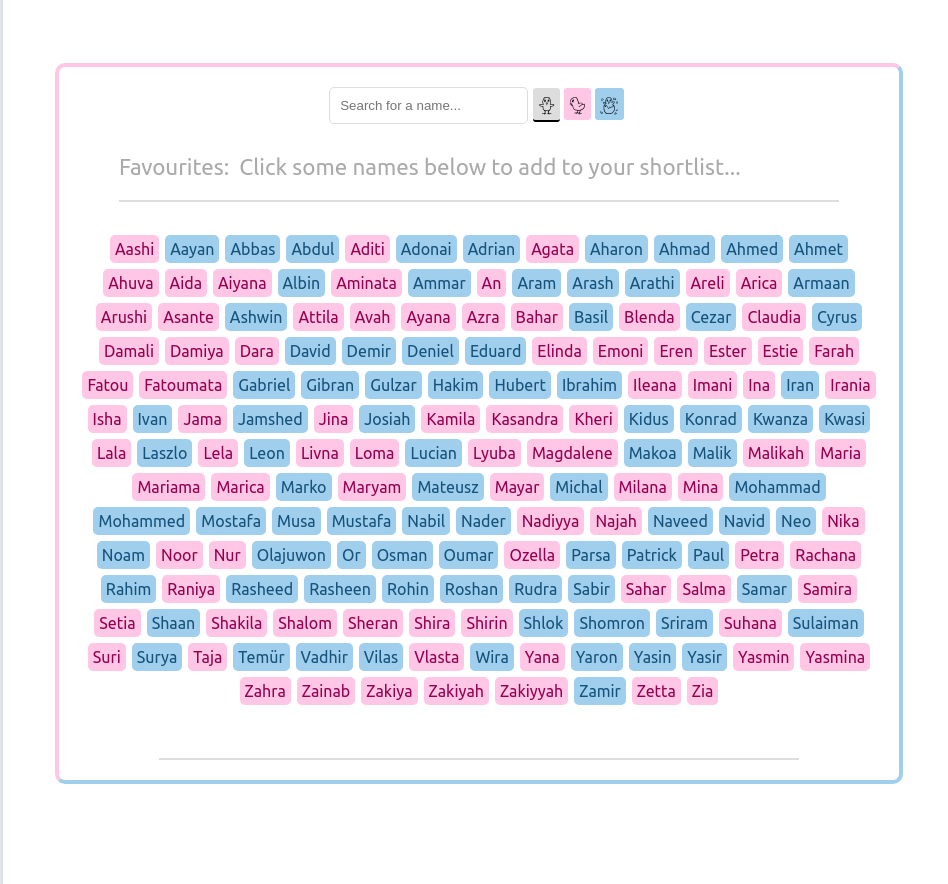 Search for a name...
Favourites: Click some names below to add to your shortlist...
Aashi Aayan Abbas Abdul Aditi Adonai Adrian Agata Aharon Ahmad Ahmed Ahmet
Ahuva Aida Aiyana Albin Aminata Ammar An Aram Arash Arathi Areli Arica Armaan
Arushi Asante Ashwin Attila Avah Ayana Azra Bahar Basil Blenda Cezar Claudia Cyrus
Damali Damiya Dara David Demir Deniel Eduard Elinda Emoni Eren Ester Estie Farah
Fatou Fatoumata Gabriel Gibran Gulzar Hakim Hubert Ibrahim Ileana Imani Ina Iran Irania
Isha Ivan Jama Jamshed Jina Josiah Kamila Kasandra Kheri Kidus Konrad Kwanza Kwasi
Lala Laszlo Lela Leon Livna Loma Lucian Lyuba Magdalene Makoa Malik Malikah Maria
Mariama Marica Marko Maryam Mateusz Mayar Michal Milana Mina Mohammad
Mohammed Mostafa Musa Mustafa Nabil Nader Nadiyya Najah Naveed Navid Neo Nika
Noam Noor Nur Olajuwon Or Osman Oumar Ozella Parsa Patrick Paul Petra Rachana
Rahim Raniya Rasheed Rasheen Rohin Roshan Rudra Sabir Sahar Salma Samar Samira
Setia Shaan Shakila Shalom Sheran Shira Shirin Shlok Shomron Sriram Suhana Sulaiman
Suri Surya Taja Temür Vadhir Vilas Vlasta Wira Yana Yaron Yasin Yasir Yasmin Yasmina
Zahra Zainab Zakiya Zakiyah Zakiyyah Zamir Zetta Zia